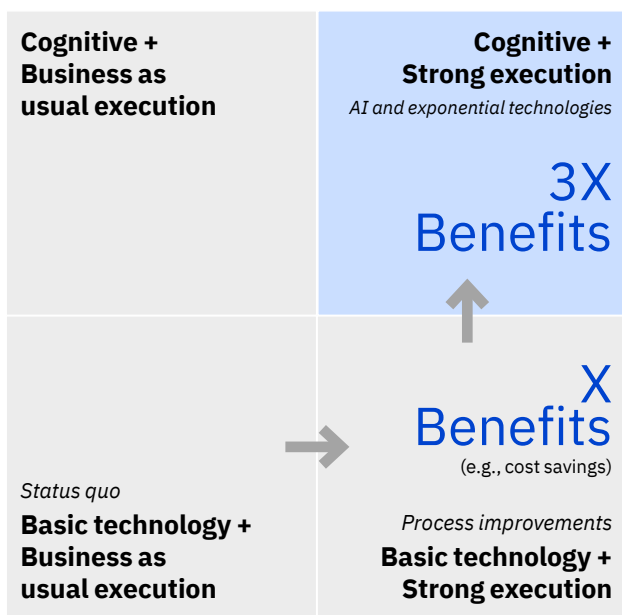 Cognitive +
Business as
usual execution
Cognitive +
Strong execution
AI and exponential technologies
3X
Benefits
Status quo
Basic technology +
Business as
usual execution
X
Benefits
(e.g., cost savings)
Process improvements
Basic technology +
Strong execution